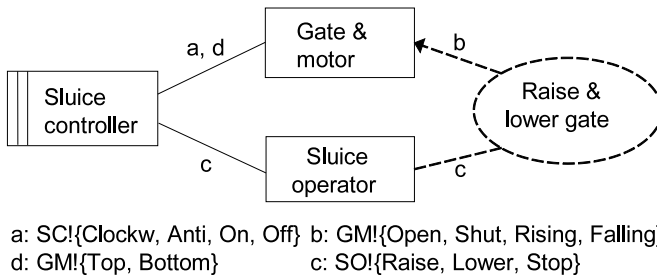 a, d
Gate &
motor
b
Sluice
controller
Raise &
lower gate
c
Sluice
operator
c
a: SC!{Clockw, Anti, On, Off} b: GM!{Open, Shut, Rising, Falling}
d: GM!{Top, Bottom} c: SO!{Raise, Lower, Stop}